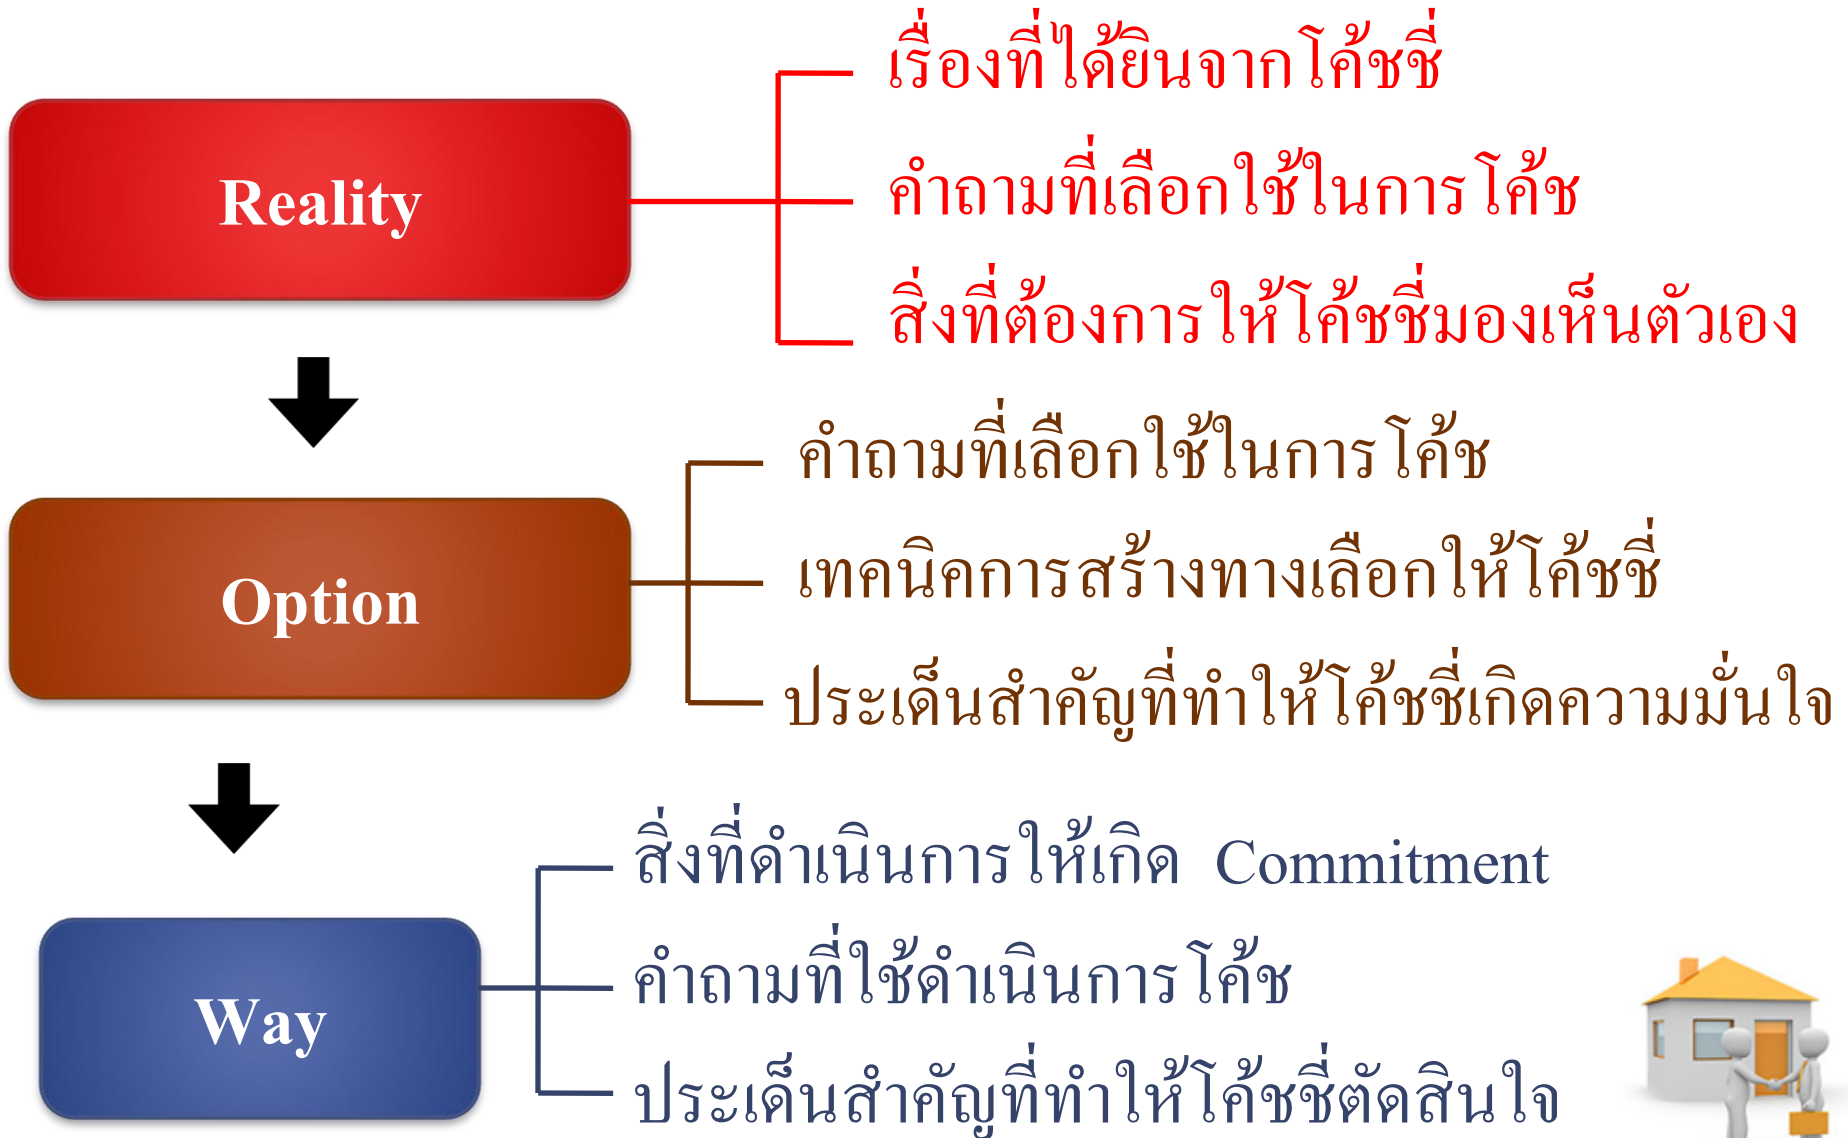 Reality
เรื่องที่ได้ยินจากโค้ชชี่
คำถามที่เลือกใช้ในการโค้ช
สิ่งที่ต้องการให้โค้ชชี่มองเห็นตัวเอง
Option
คำถามที่เลือกใช้ในการโค้ช
เทคนิคการสร้างทางเลือกให้โค้ชชี่
ประเด็นสำคัญที่ทำให้โค้ชชี่เกิดความมั่นใจ
Way
สิ่งที่ดำเนินการให้เกิด Commitment
คำถามที่ใช้ดำเนินการโค้ช
ประเด็นสำคัญที่ทำให้โค้ชชี่ตัดสินใจ